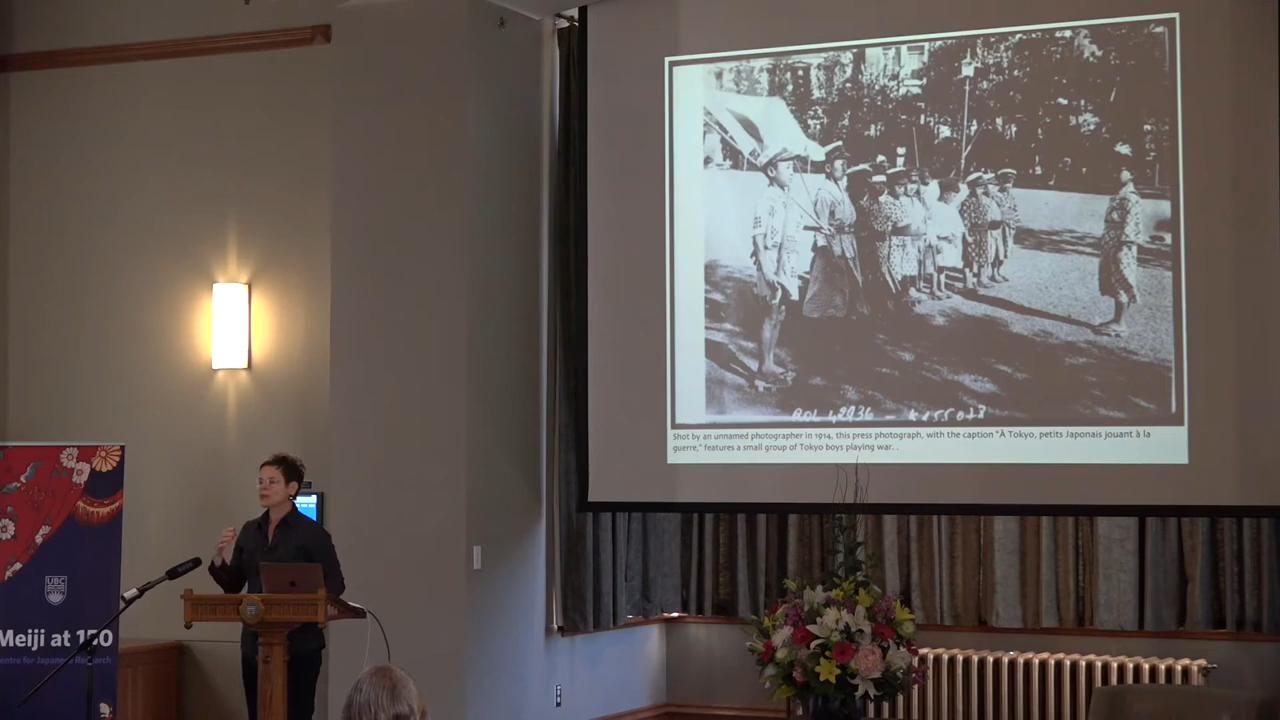 BOL 42936 - K155078
Shot by an unnamed photographer in 1914, this press photograph, with the caption "À Tokyo, petits Japonais jouant à la
guerre," features a small group of Tokyo boys playing war. .
UBC
Meiji at 150
Centre for Japanese Research